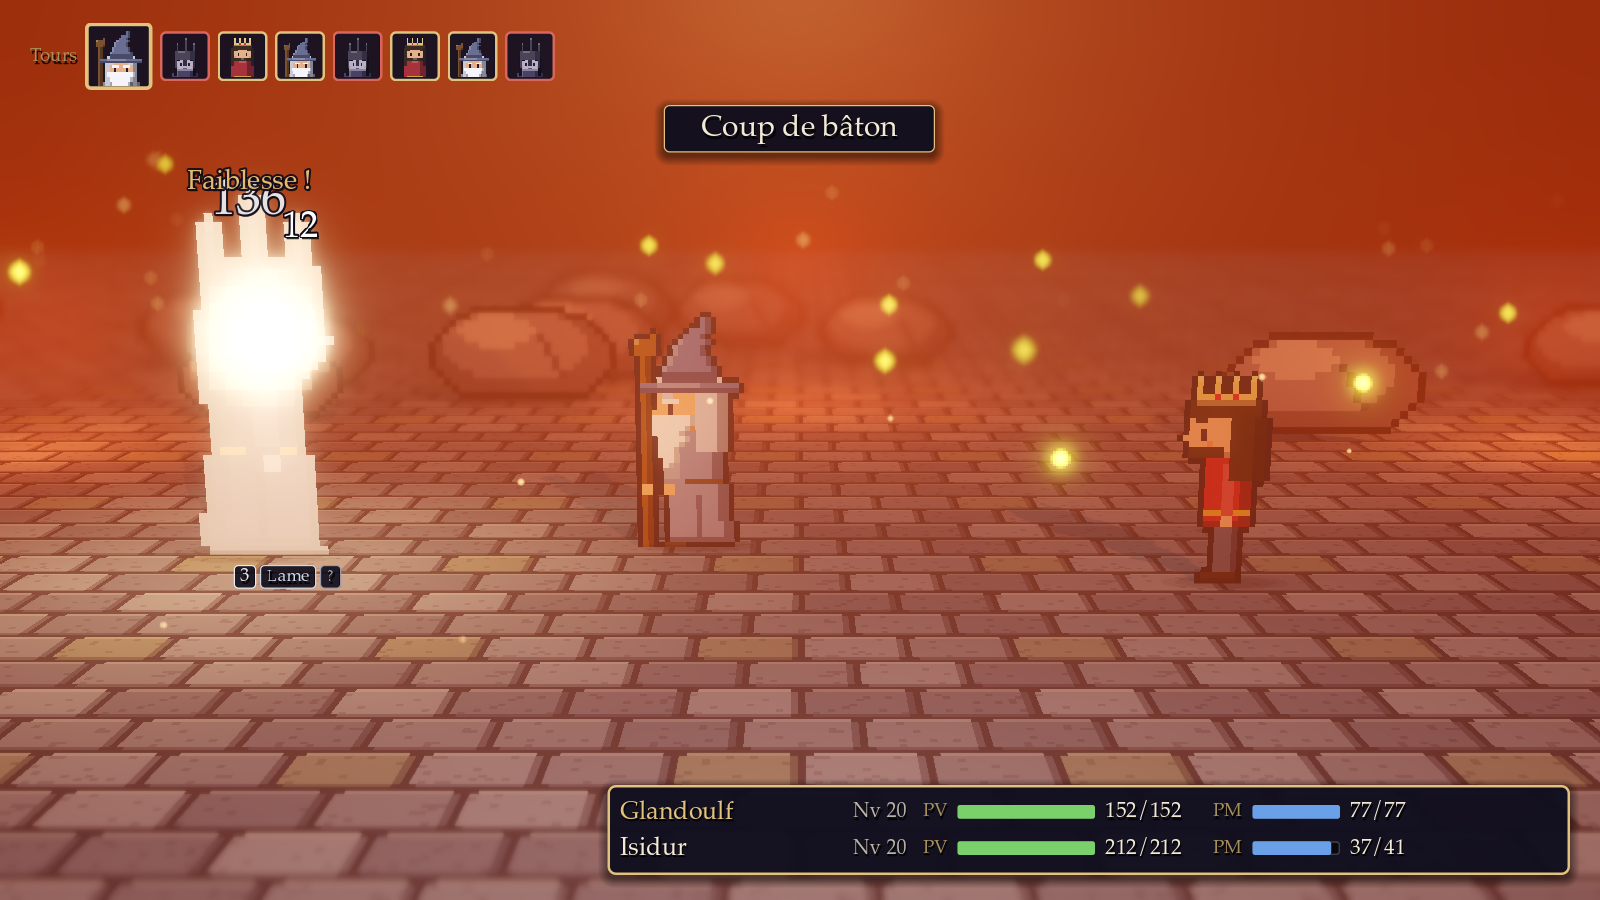 Tours
Coup de bâton
Faiblesse !
136
12
3 Lame ?
Glandoulf Nv 20 PV 152/152 PM 77/77
Isidur Nv 20 PV 212/212 PM 37/41